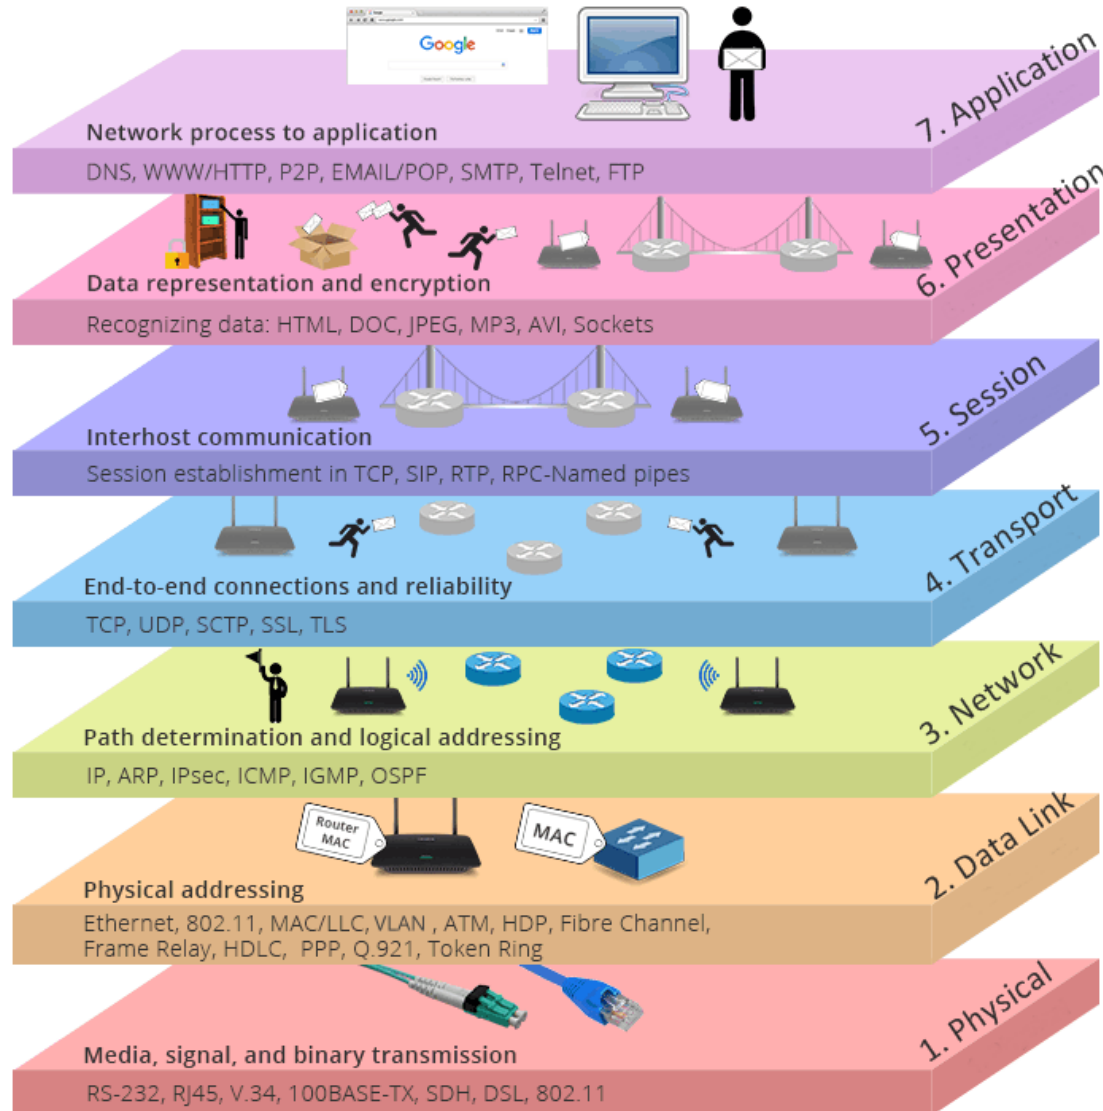 Google
7. Application
Network process to application
DNS, WWW/HTTP, P2P, EMAIL/POP, SMTP, Telnet, FTP
6. Presentation
Data representation and encryption
Recognizing data: HTML, DOC, JPEG, MP3, AVI, Sockets
5. Session
Interhost communication
Session establishment in TCP, SIP, RTP, RPC-Named pipes
4. Transport
End-to-end connections and reliability
TCP, UDP, SCTP, SSL, TLS
3. Network
Path determination and logical addressing
IP, ARP, IPsec, ICMP, IGMP, OSPF
Router
MAC
MAC
2. Data Link
Physical addressing
Ethernet, 802.11, MAC/LLC, VLAN , ATM, HDP, Fibre Channel,
Frame Relay, HDLC, PPP, Q.921, Token Ring
1. Physical
Media, signal, and binary transmission
RS-232, RJ45, V.34, 100BASE-TX, SDH, DSL, 802.11